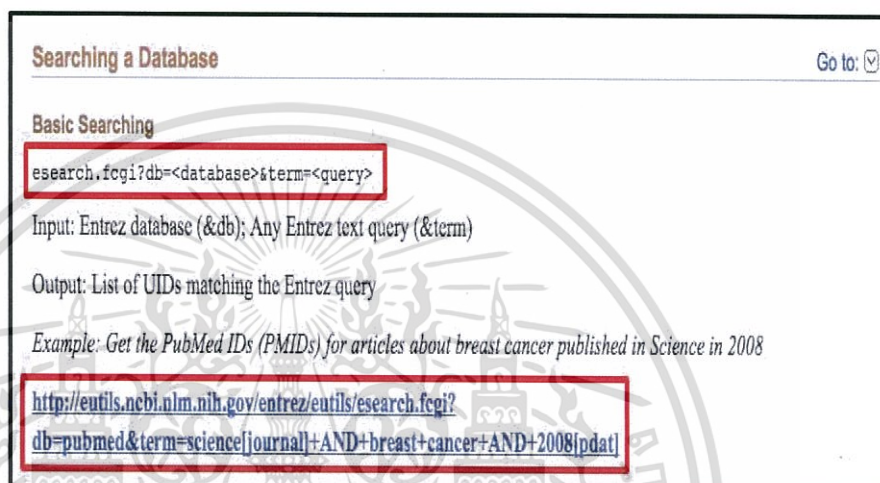 Searching a Database
Go to:
Basic Searching
esearch.fcgi?db=<database>&term=<query>
Input: Entrez database (&db); Any Entrez text query (&term)
Output: List of UIDs matching the Entrez query
Example: Get the PubMed IDs (PMIDs) for articles about breast cancer published in Science in 2008
http://eutils.ncbi.nlm.nih.gov/entrez/eutils/esearch.fcgi?
db=pubmed&term=science[journal]+AND+breast+cancer+AND+2008[pdat]